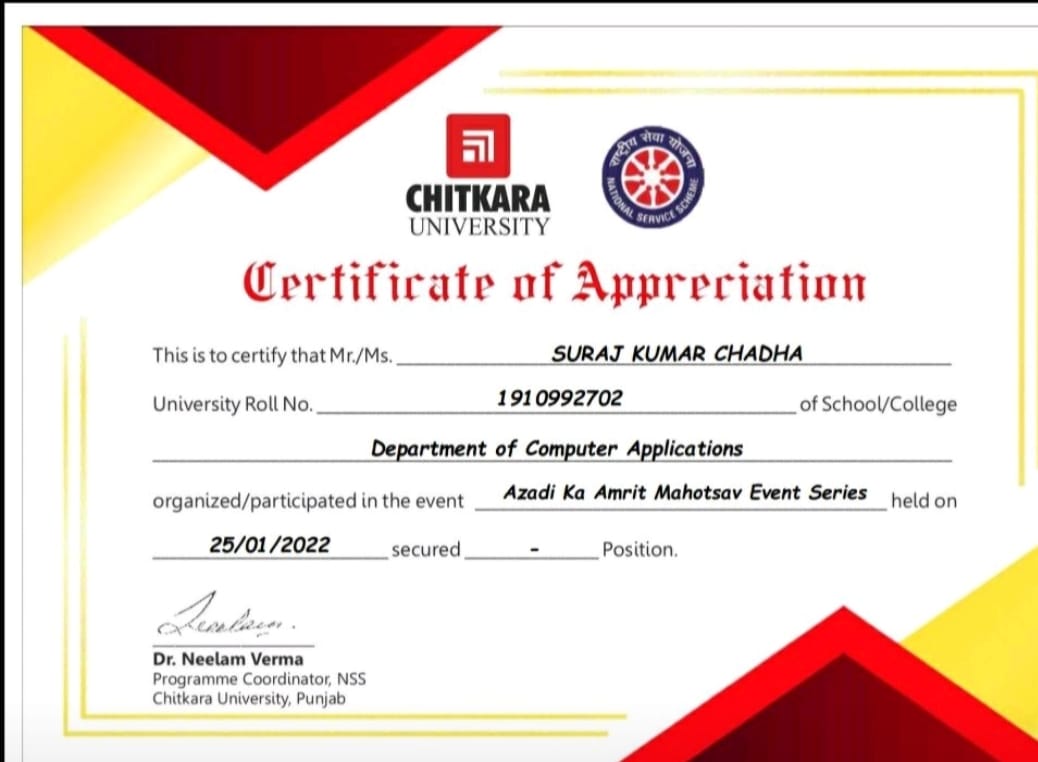 CHITKARA
UNIVERSITY
राष्ट्रीय सेवा योजना
NATIONAL SERVICE SCHEME
Certificate of Appreciation
This is to certify that Mr./Ms. SURAJ KUMAR CHADHA
University Roll No. 1910992702 of School/College
Department of Computer Applications
organized/participated in the event Azadi Ka Amrit Mahotsav Event Series held on
25/01/2022 secured - Position.
Neelam.
Dr. Neelam Verma
Programme Coordinator, NSS
Chitkara University, Punjab